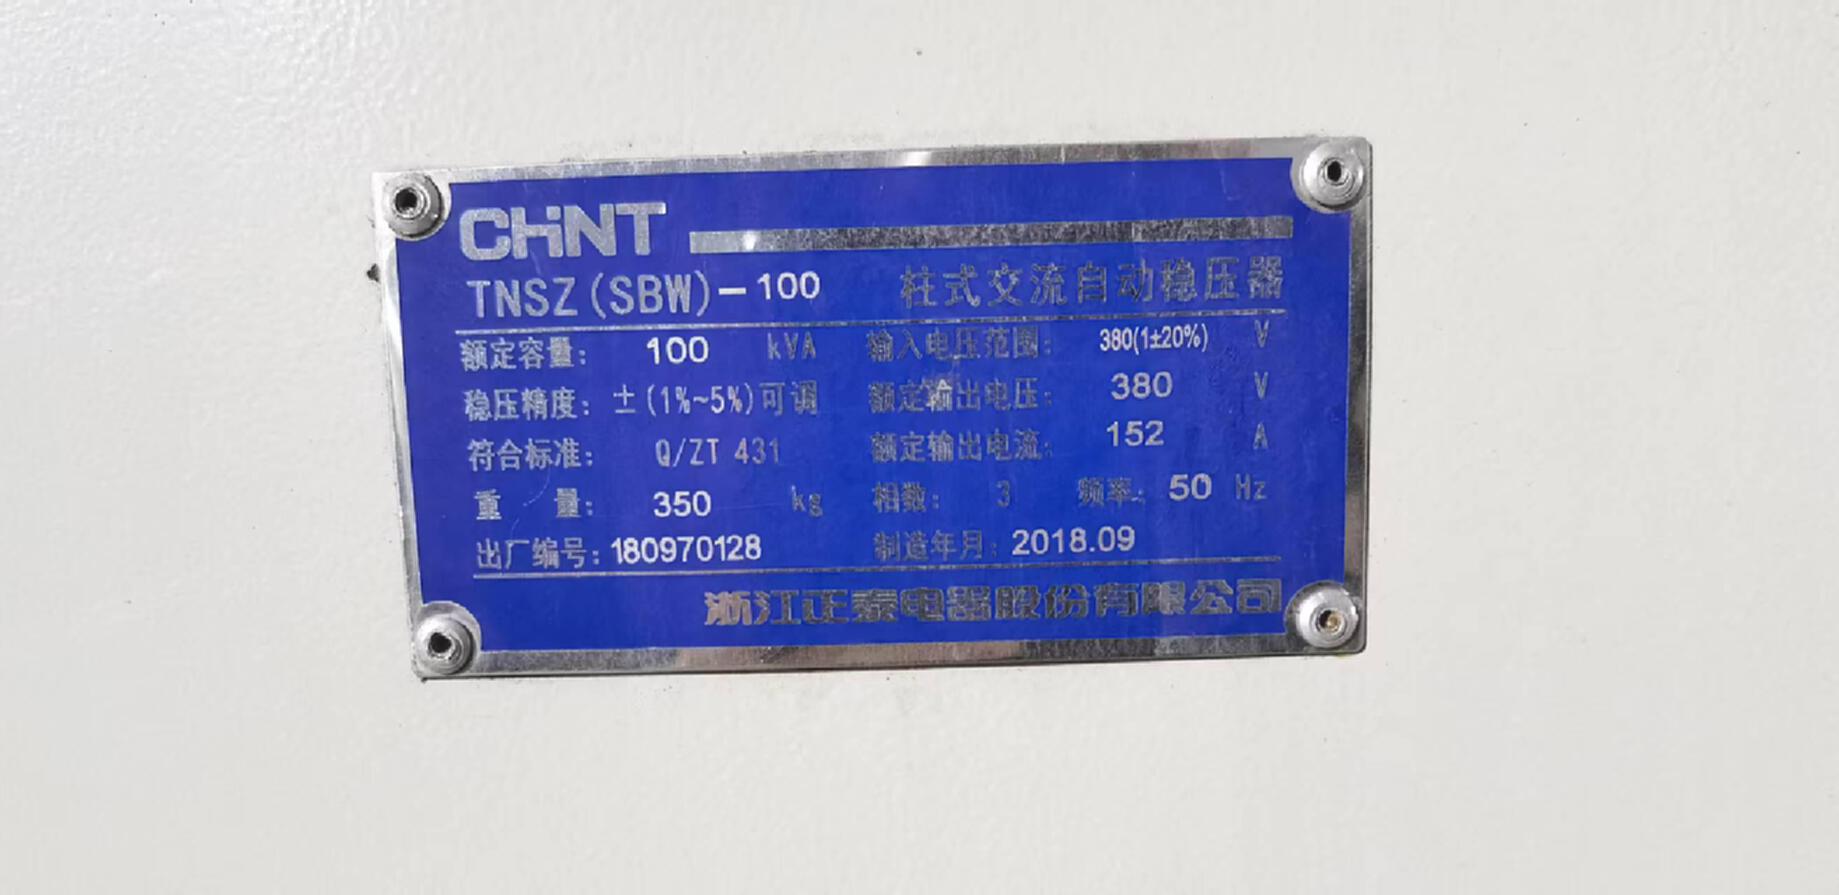 CHiNT
TNSZ(SBW)-100 柱式交流自动稳压器
额定容量: 100 kVA 输入电压范围: 380(1±20%) V
稳压精度: ±(1%~5%)可调 额定输出电压: 380 V
符合标准: Q/ZT 431 额定输出电流: 152 A
重 量: 350 kg 相数: 3 频率: 50 Hz
出厂编号: 180970128 制造年月: 2018.09
浙江正泰电器股份有限公司